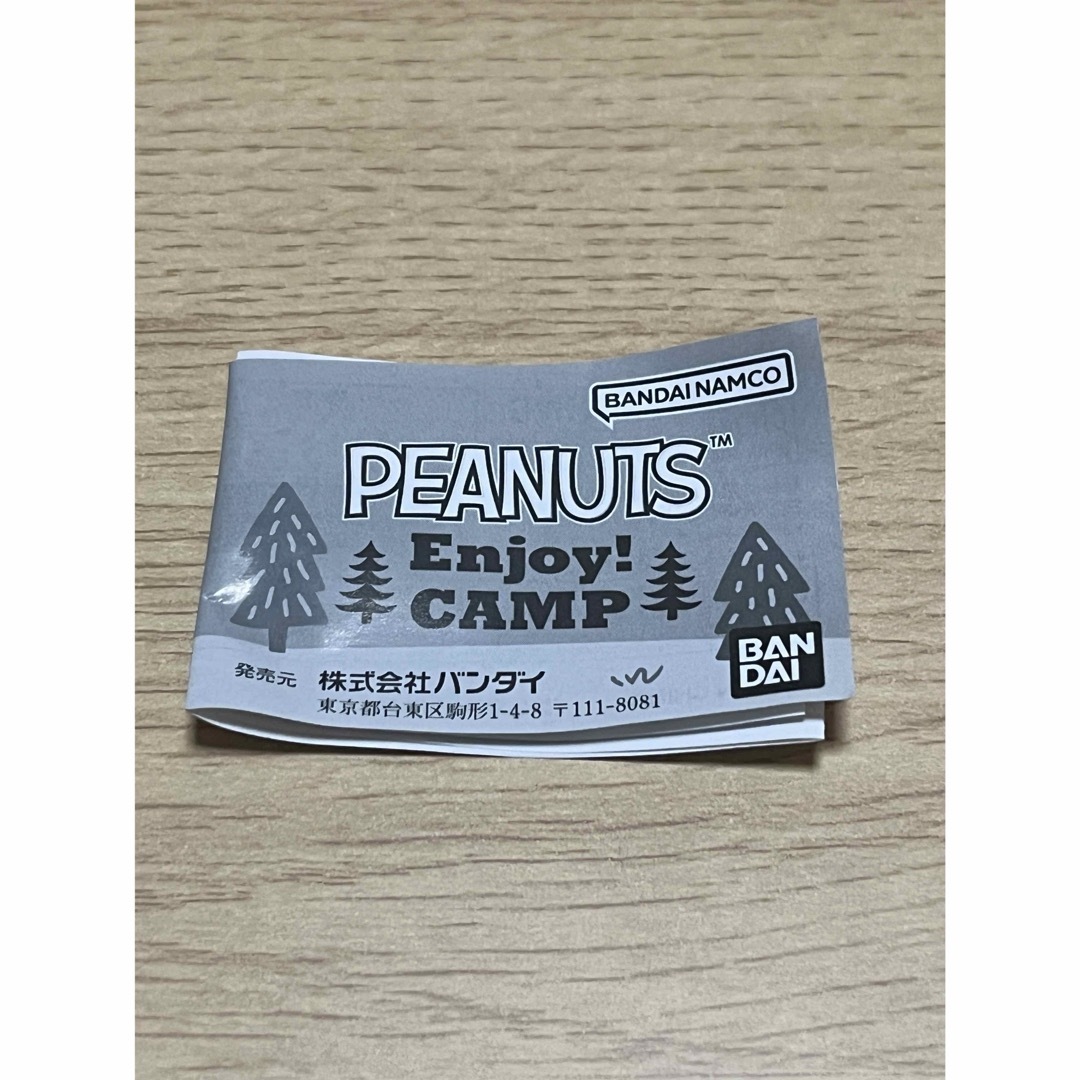 BANDAI NAMCO
PEANUTS™
Enjoy!
CAMP
BAN
DAI
発売元 株式会社バンダイ
東京都台東区駒形1-4-8 〒111-8081